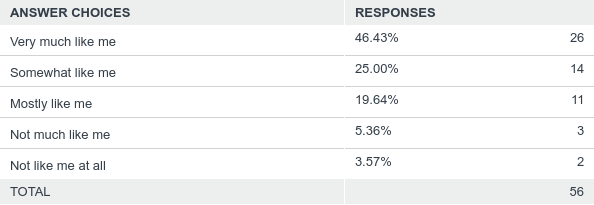 ANSWER CHOICES RESPONSES
Very much like me 46.43% 26
Somewhat like me 25.00% 14
Mostly like me 19.64% 11
Not much like me 5.36% 3
Not like me at all 3.57% 2
TOTAL 56